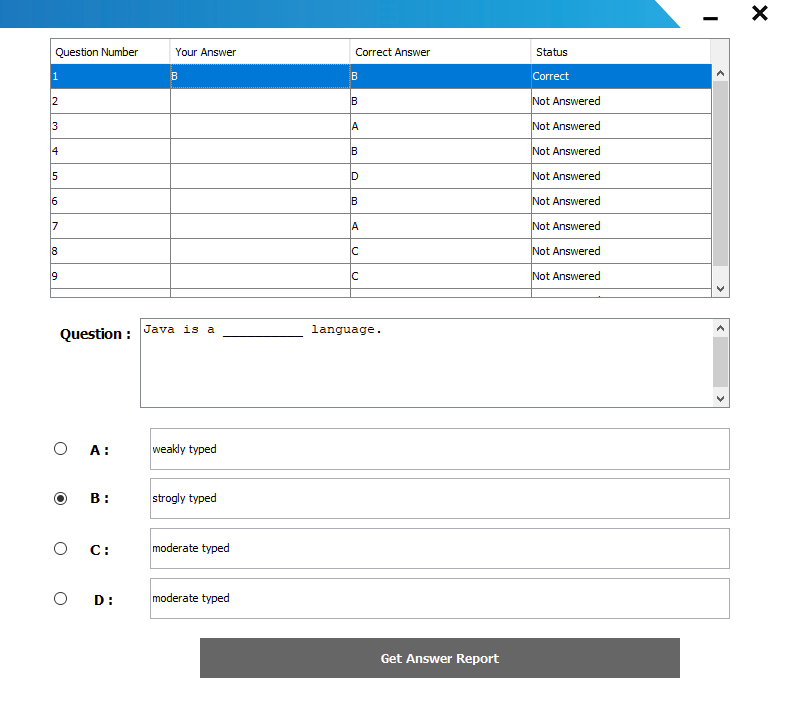 Question Number Your Answer Correct Answer Status
1 B B Correct
2 B Not Answered
3 A Not Answered
4 B Not Answered
5 D Not Answered
6 B Not Answered
7 A Not Answered
8 C Not Answered
9 C Not Answered
Question : Java is a __________ language.
A : weakly typed
B : strogly typed
C : moderate typed
D : moderate typed
Get Answer Report